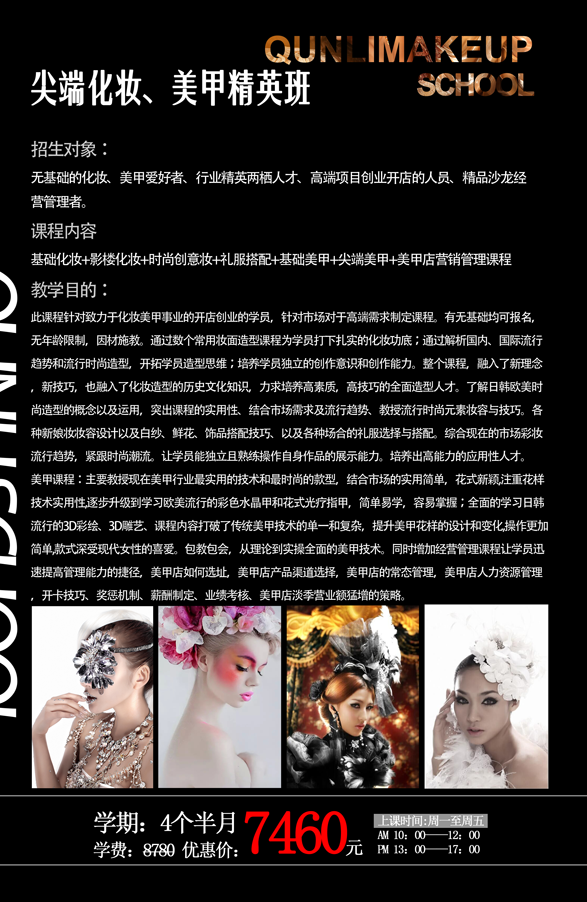 QUNLIMAKEUP
SCHOOL
尖端化妆、美甲精英班
招生对象：
无基础的化妆、美甲爱好者、行业精英两栖人才、高端项目创业开店的人员、精品沙龙经
营管理者。
课程内容
基础化妆+影楼化妆+时尚创意妆+礼服搭配+基础美甲+尖端美甲+美甲店营销管理课程
教学目的：
此课程针对致力于化妆美甲事业的开店创业的学员，针对市场对于高端需求制定课程。有无基础均可报名，
无年龄限制，因材施教。通过数个常用妆面造型课程为学员打下扎实的化妆功底；通过解析国内、国际流行
趋势和流行时尚造型，开拓学员造型思维；培养学员独立的创作意识和创作能力。整个课程，融入了新理念
，新技巧，也融入了化妆造型的历史文化知识，力求培养高素质，高技巧的全面造型人才。了解日韩欧美时
尚造型的概念以及运用，突出课程的实用性、结合市场需求及流行趋势、教授流行时尚元素妆容与技巧。各
种新娘妆妆容设计以及白纱、鲜花、饰品搭配技巧、以及各种场合的礼服选择与搭配。综合现在的市场彩妆
流行趋势，紧跟时尚潮流。让学员能独立且熟练操作自身作品的展示能力。培养出高能力的应用性人才。
美甲课程：主要教授现在美甲行业最实用的技术和最时尚的款型，结合市场的实用简单，花式新颖,注重花样
技术实用性,逐步升级到学习欧美流行的彩色水晶甲和花式光疗指甲，简单易学，容易掌握；全面的学习日韩
流行的3D彩绘、3D雕艺、课程内容打破了传统美甲技术的单一和复杂，提升美甲花样的设计和变化,操作更加
简单,款式深受现代女性的喜爱。包教包会，从理论到实操全面的美甲技术。同时增加经营管理课程让学员迅
速提高管理能力的捷径，美甲店如何选址，美甲店产品渠道选择，美甲店的常态管理，美甲店人力资源管理
，开卡技巧、奖惩机制、薪酬制定、业绩考核、美甲店淡季营业额猛增的策略。
学期：4个半月
学费：8780 优惠价：7460元
上课时间:周一至周五
AM 10：00——12：00
PM 13：00——17：00